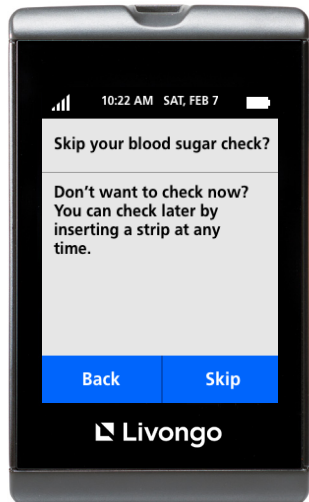 10:22 AM SAT, FEB 7
Skip your blood sugar check?
Don't want to check now?
You can check later by
inserting a strip at any
time.
Back Skip
Livongo